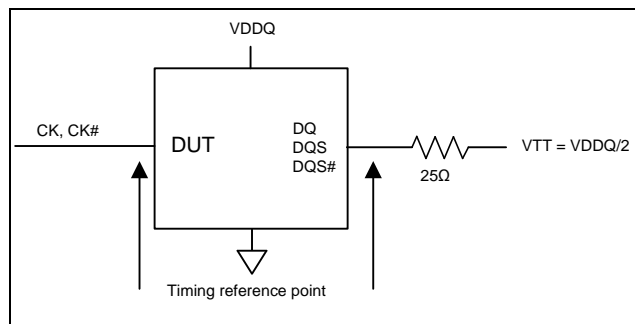 VDDQ
CK, CK#
DUT
DQ
DQS
DQS#
25Ω
VTT = VDDQ/2
Timing reference point